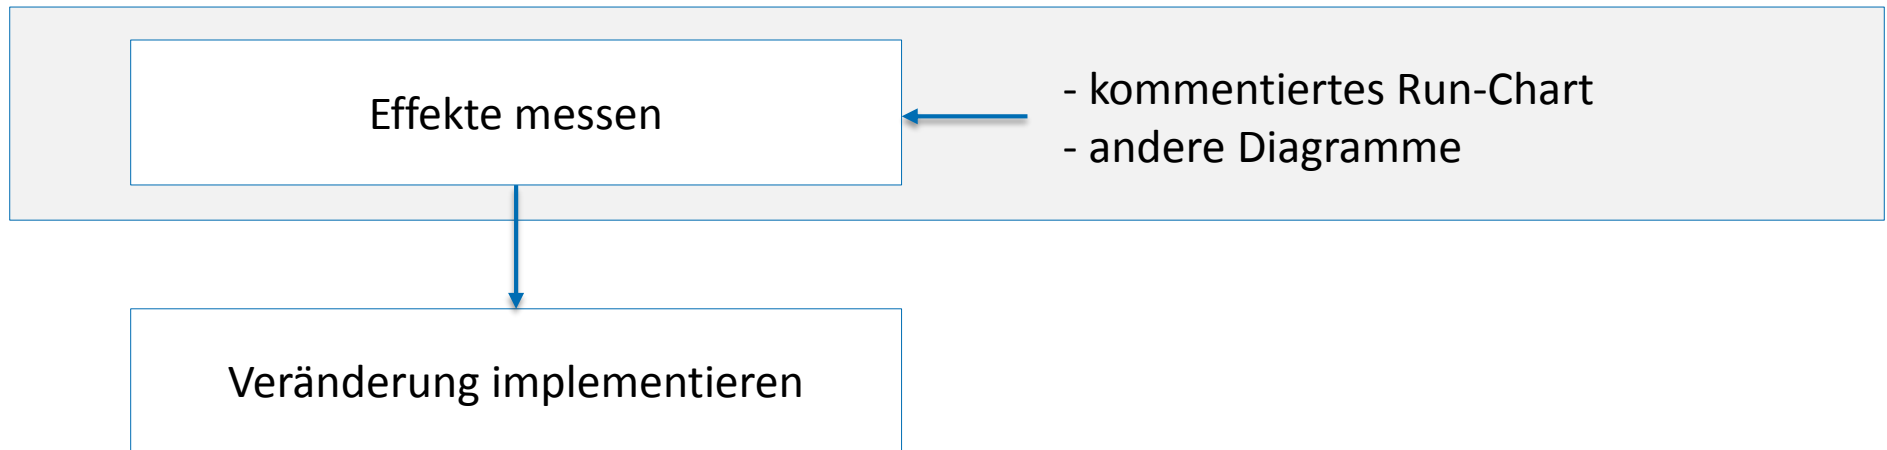 Effekte messen
- kommentiertes Run-Chart
- andere Diagramme
Veränderung implementieren